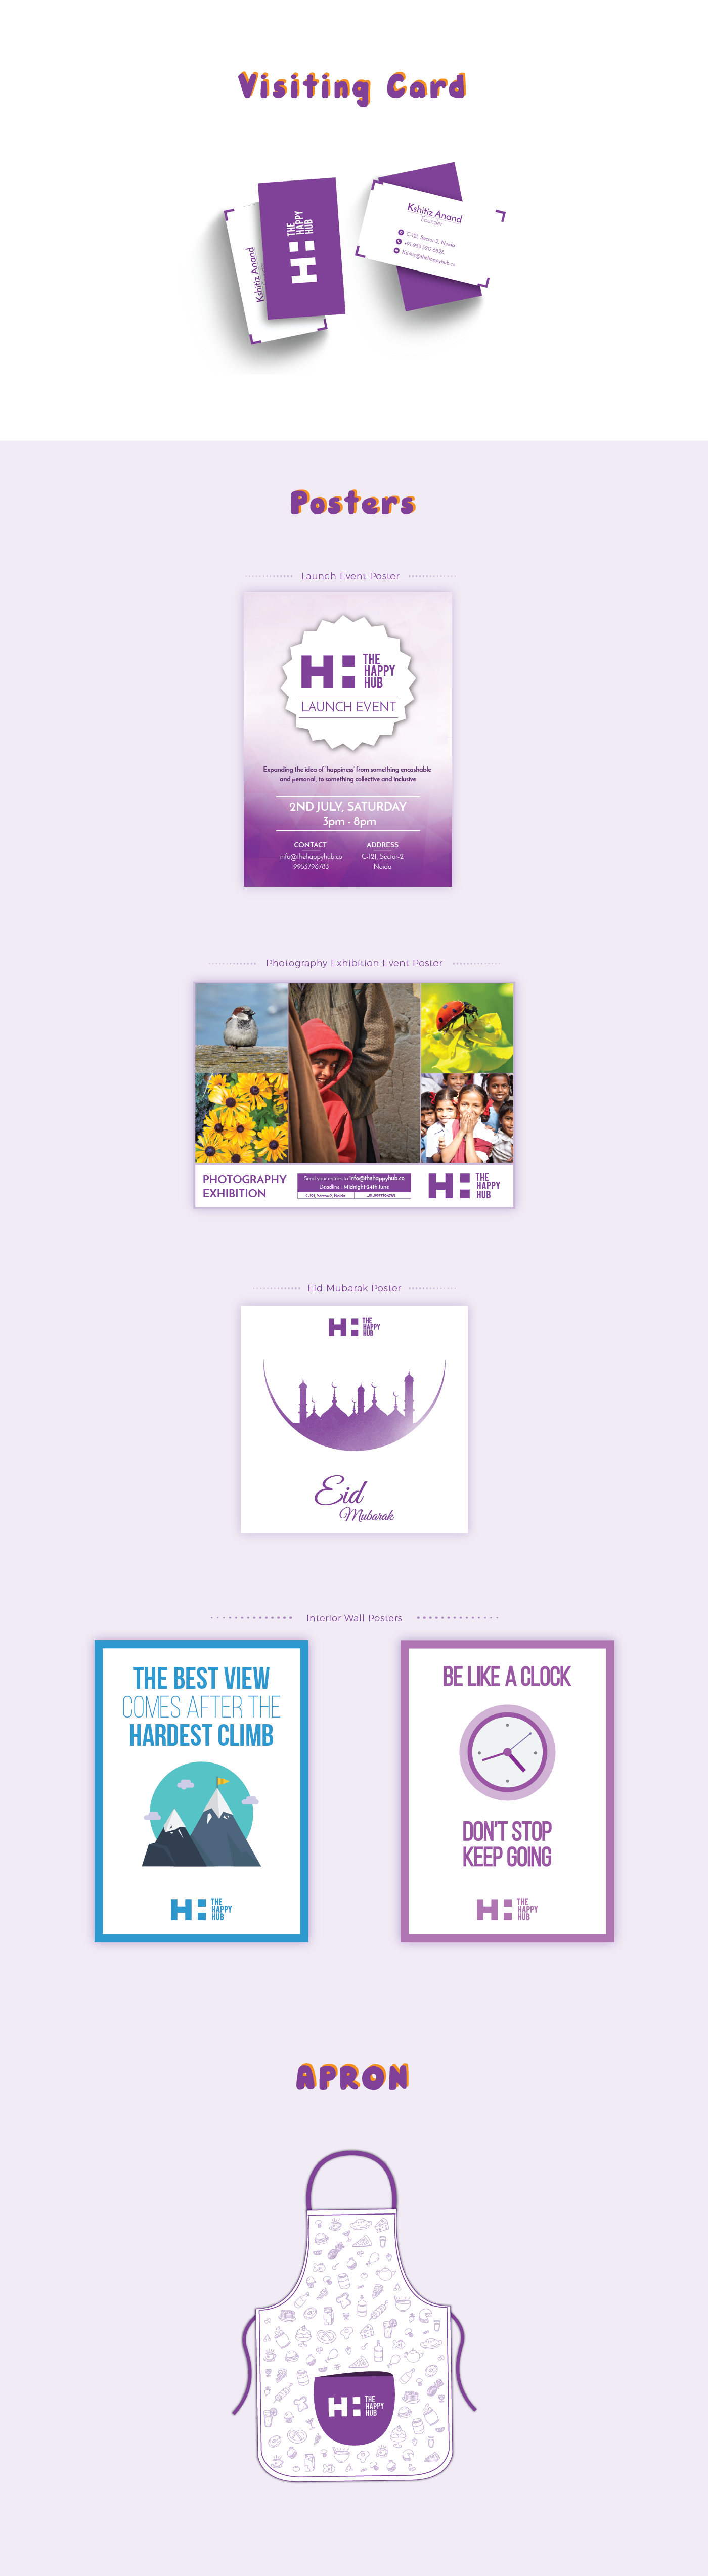 Visiting Card
THE
HAPPY
HUB
H:
Kshitiz Anand
Kshitiz Anand
Founder
C-121, Sector-2, Noida
+91-953 520 6828
Kshitiz@thehappyhub.co
Posters
Launch Event Poster
H:
THE
HAPPY
HUB
LAUNCH EVENT
Expanding the idea of 'happiness' from something encashable
and personal, to something collective and inclusive
2ND JULY, SATURDAY
3pm - 8pm
CONTACT
ADDRESS
info@thehappyhub.co
C-121, Sector-2
9953796783
Noida
Photography Exhibition Event Poster
PHOTOGRAPHY
EXHIBITION
Send your entries to info@thehappyhub.co
Deadline : Midnight 24th June
C-121, Sector-2, Noida
+91-9953796783
H:
THE
HAPPY
HUB
Eid Mubarak Poster
H:
THE
HAPPY
HUB
Eid
Mubarak
Interior Wall Posters
THE BEST VIEW
COMES AFTER THE
HARDEST CLIMB
H:
THE
HAPPY
HUB
BE LIKE A CLOCK
DON'T STOP
KEEP GOING
H:
THE
HAPPY
HUB
APRON
H:
THE
HAPPY
HUB